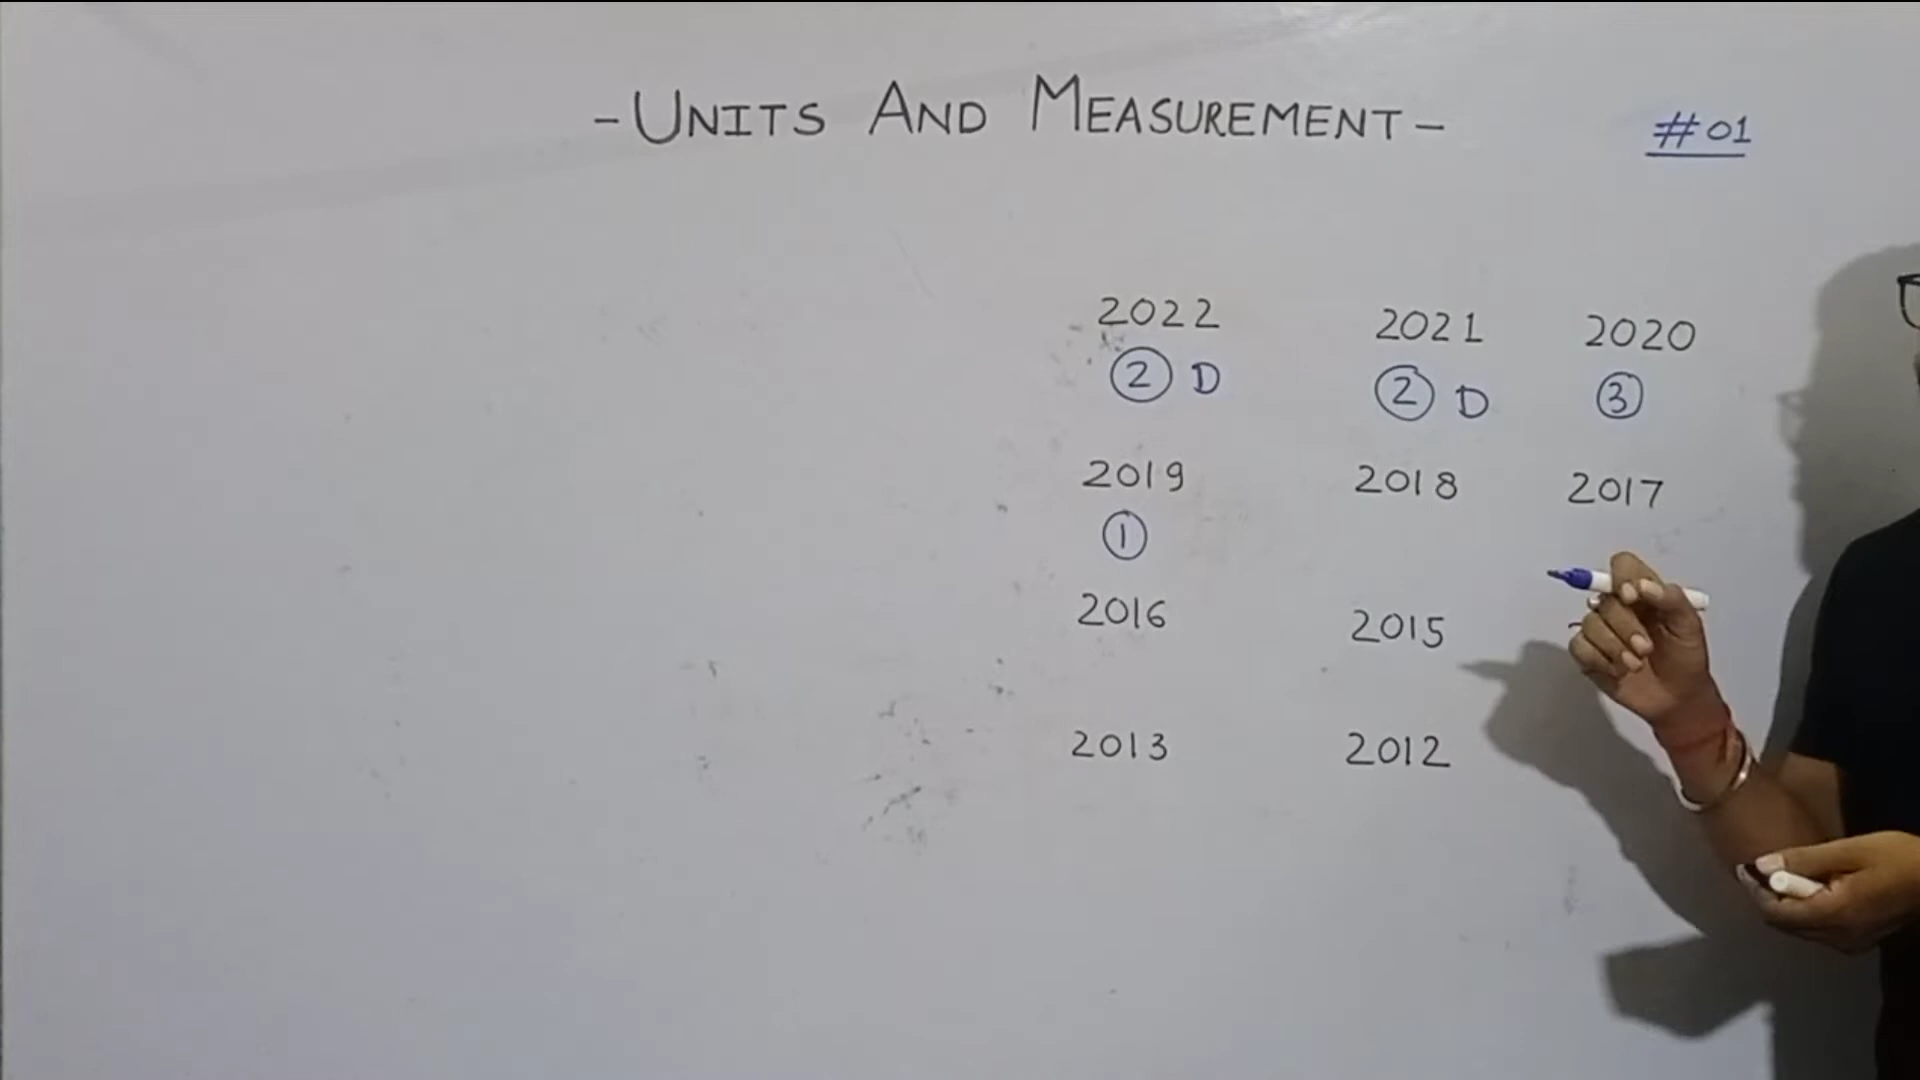 - UNITS AND MEASUREMENT -
#01
2022 2021 2020
② D ② D ③
2019 2018 2017
①
2016 2015
2013 2012